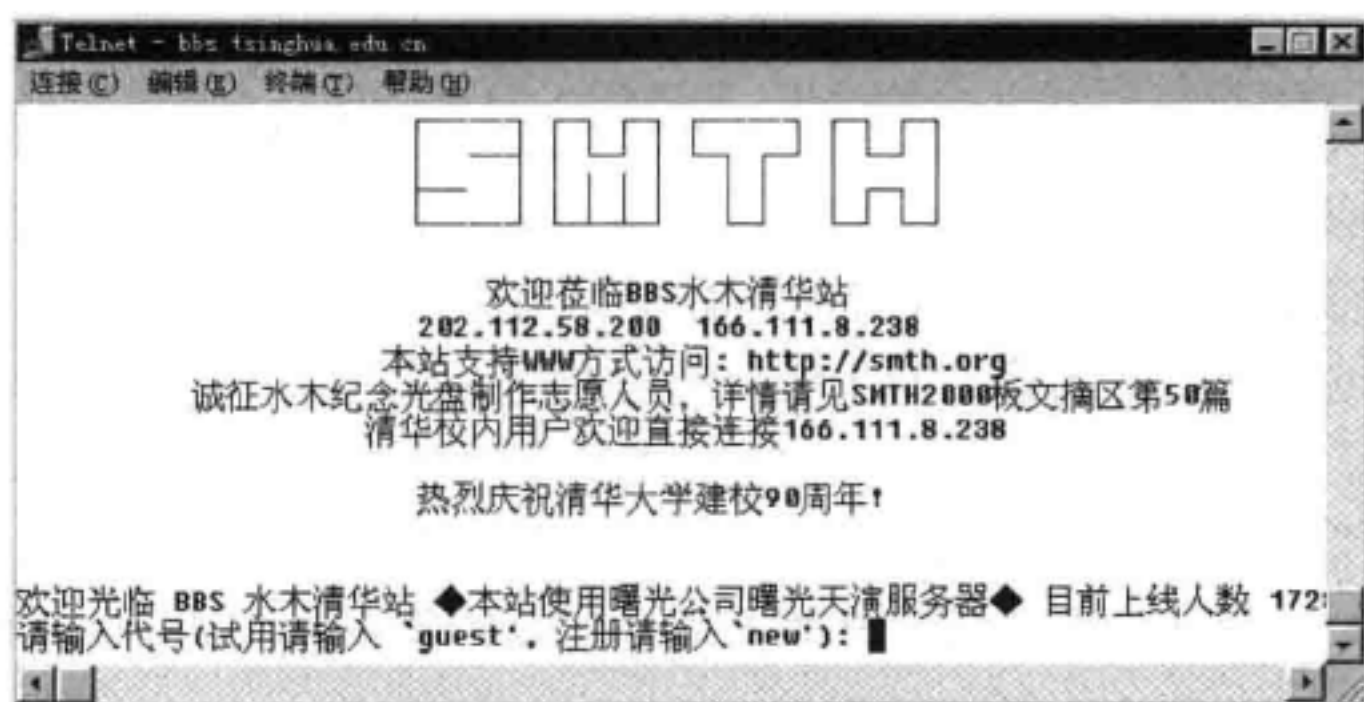 Telnet - bbs tsinghua edu cn
连接(C) 编辑(E) 终端(T) 帮助(H)
SMTH
欢迎莅临BBS水木清华站
202.112.58.200 166.111.8.238
本站支持WWW方式访问: http://smth.org
诚征水木纪念光盘制作志愿人员, 详情请见SMTH2000板文摘区第50篇
清华校内用户欢迎直接连接166.111.8.238
热烈庆祝清华大学建校90周年!
欢迎光临 BBS 水木清华站 ◆本站使用曙光公司曙光天演服务器◆ 目前上线人数 172
请输入代号(试用请输入 `guest', 注册请输入`new'):